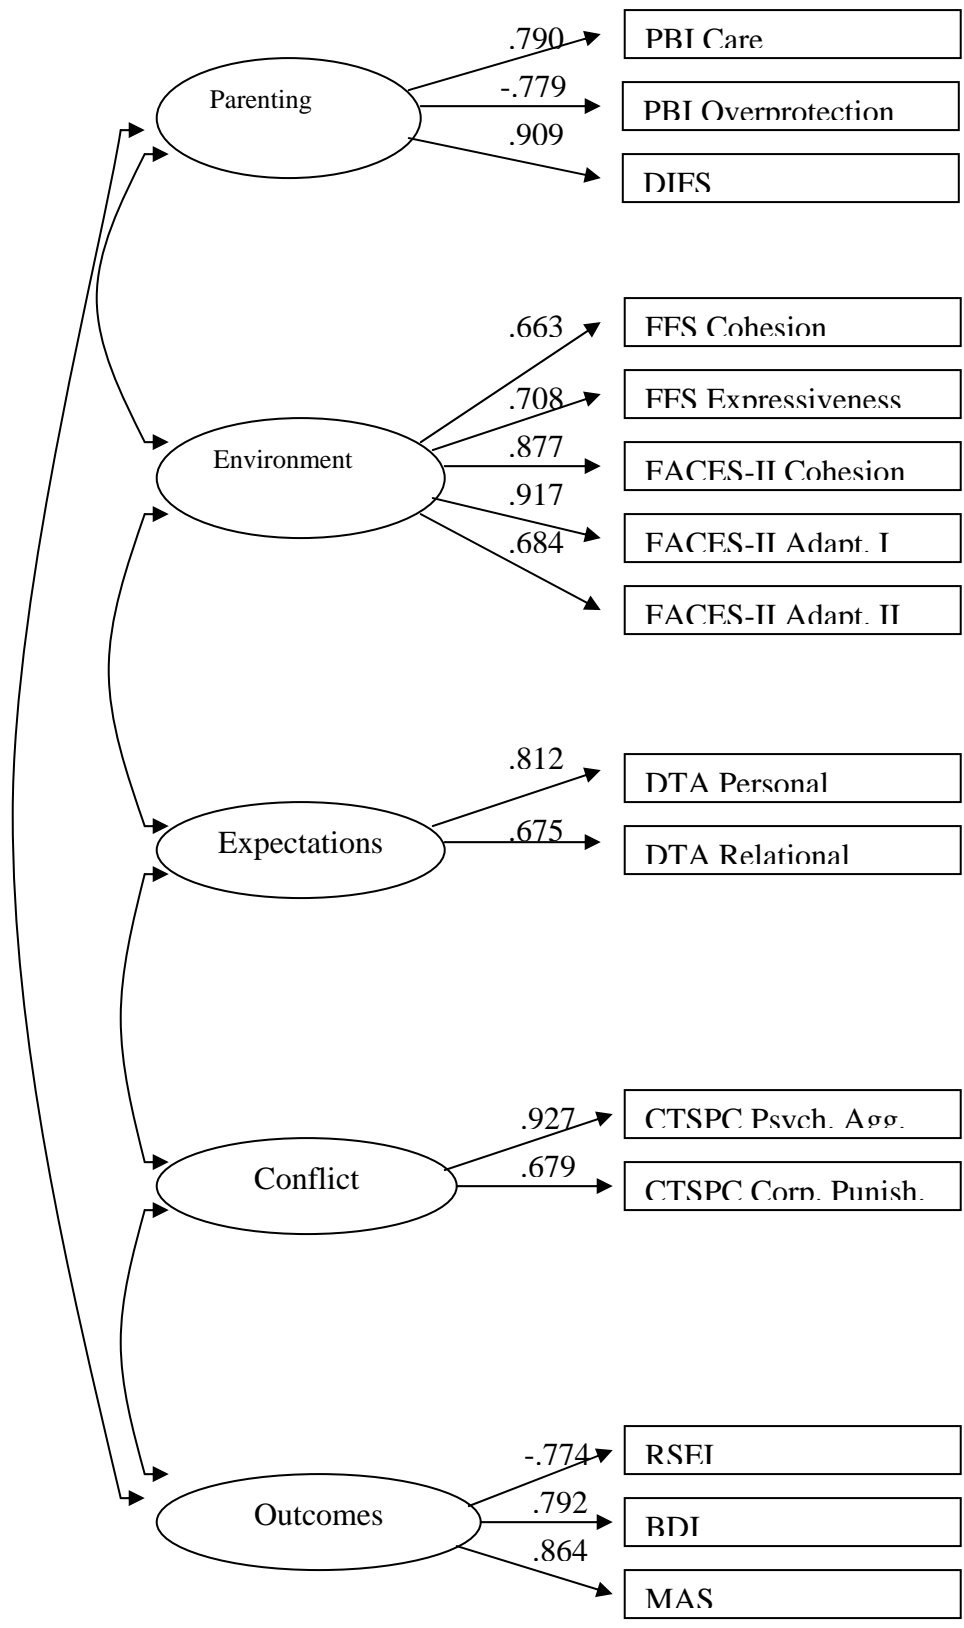 .790
PBI Care
Parenting
-.779
PBI Overprotection
.909
DIFS
.663
FES Cohesion
.708
FES Expressiveness
Environment
.877
FACES-II Cohesion
.917
FACES-II Adapt. I
.684
FACES-II Adapt. II
.812
DTA Personal
Expectations
.675
DTA Relational
.927
CTSPC Psych. Agg.
Conflict
.679
CTSPC Corp. Punish.
-.774
RSEI
Outcomes
.792
BDI
.864
MAS